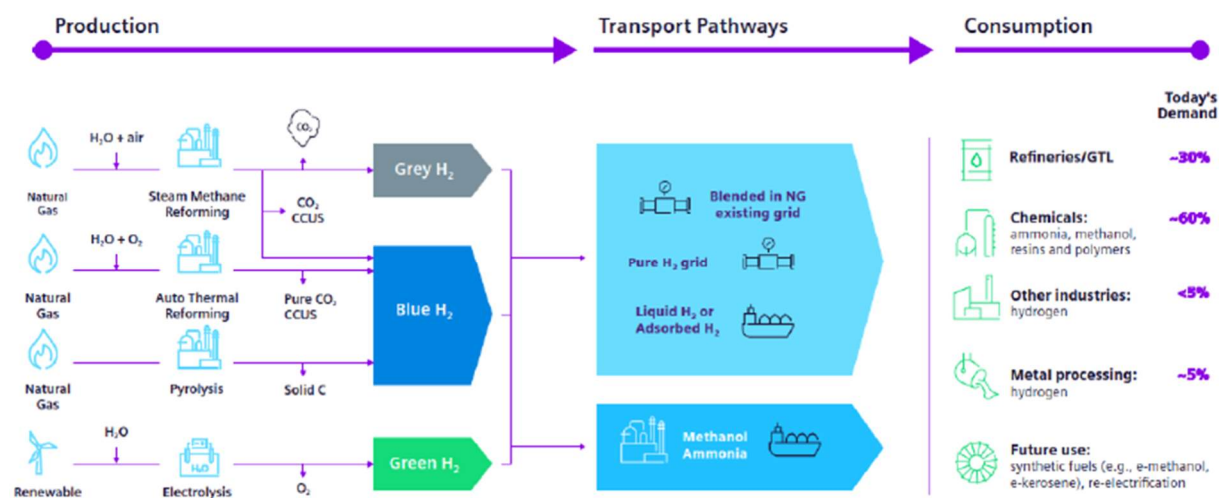 Production
Transport Pathways
Consumption
Today's
Demand
H₂O + air
CO₂
Natural
Gas
Steam Methane
Reforming
CO₂
CCUS
Grey H₂
H₂O + O₂
Natural
Gas
Auto Thermal
Reforming
Pure CO₂
CCUS
Blue H₂
Natural
Gas
Pyrolysis
Solid C
H₂O
H₂O
Renewable
Electrolysis
O₂
Green H₂
Blended in NG
existing grid
Pure H₂ grid
Liquid H₂ or
Adsorbed H₂
Methanol
Ammonia
Refineries/GTL
~30%
Chemicals:
ammonia, methanol,
resins and polymers
~60%
Other industries:
hydrogen
<5%
Metal processing:
hydrogen
~5%
Future use:
synthetic fuels (e.g., e-methanol,
e-kerosene), re-electrification